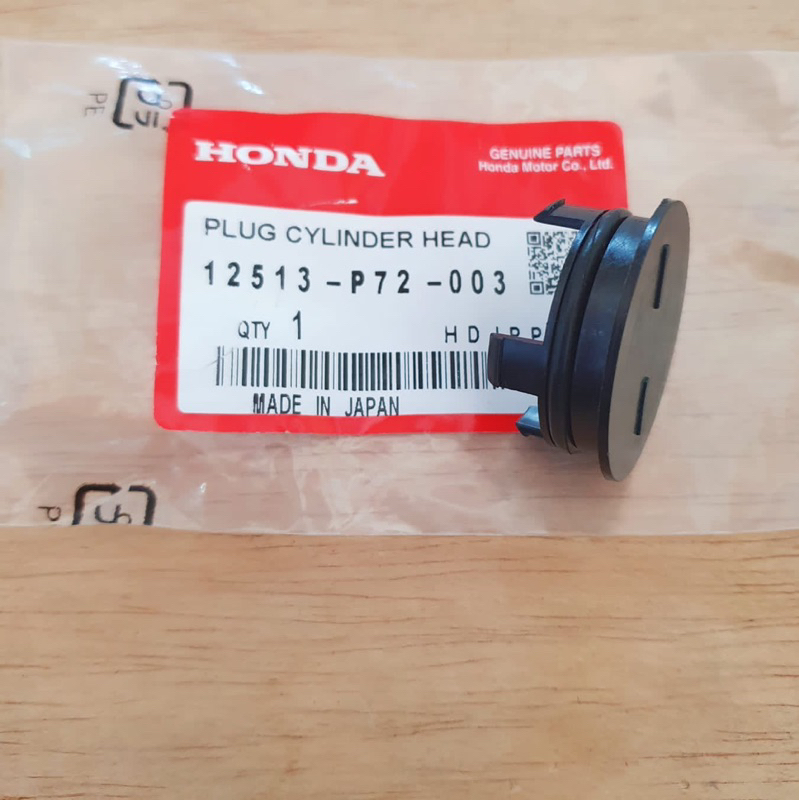 HONDA
GENUINE PARTS
Honda Motor Co., Ltd.
PLUG CYLINDER HEAD
12513-P72-003
QTY 1
HDJPP
MADE IN JAPAN
PE
P